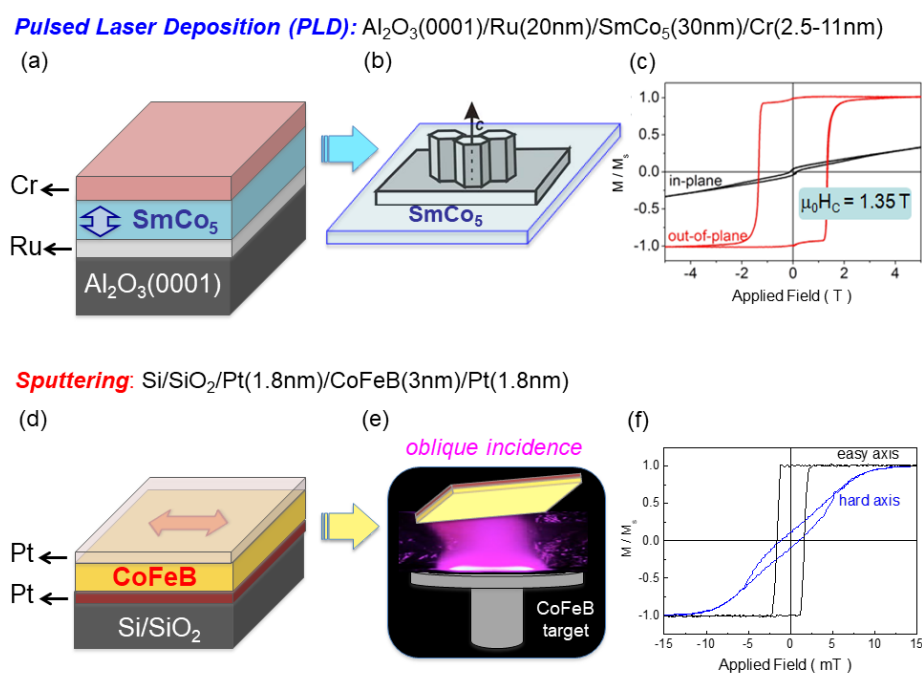 Pulsed Laser Deposition (PLD): Al₂O₃(0001)/Ru(20nm)/SmCo₅(30nm)/Cr(2.5-11nm)
(a)
(b)
(c)
Cr
SmCo₅
Ru
Al₂O₃(0001)
c
SmCo₅
M / Mₛ
1.0
0.5
0.0
-0.5
-1.0
in-plane
μ₀H_C = 1.35 T
out-of-plane
-4
-2
0
2
4
Applied Field ( T )
Sputtering: Si/SiO₂/Pt(1.8nm)/CoFeB(3nm)/Pt(1.8nm)
(d)
(e)
(f)
Pt
CoFeB
Pt
Si/SiO₂
oblique incidence
CoFeB
target
M / Mₛ
1.0
0.5
0.0
-0.5
-1.0
easy axis
hard axis
-15
-10
-5
0
5
10
15
Applied Field ( mT )